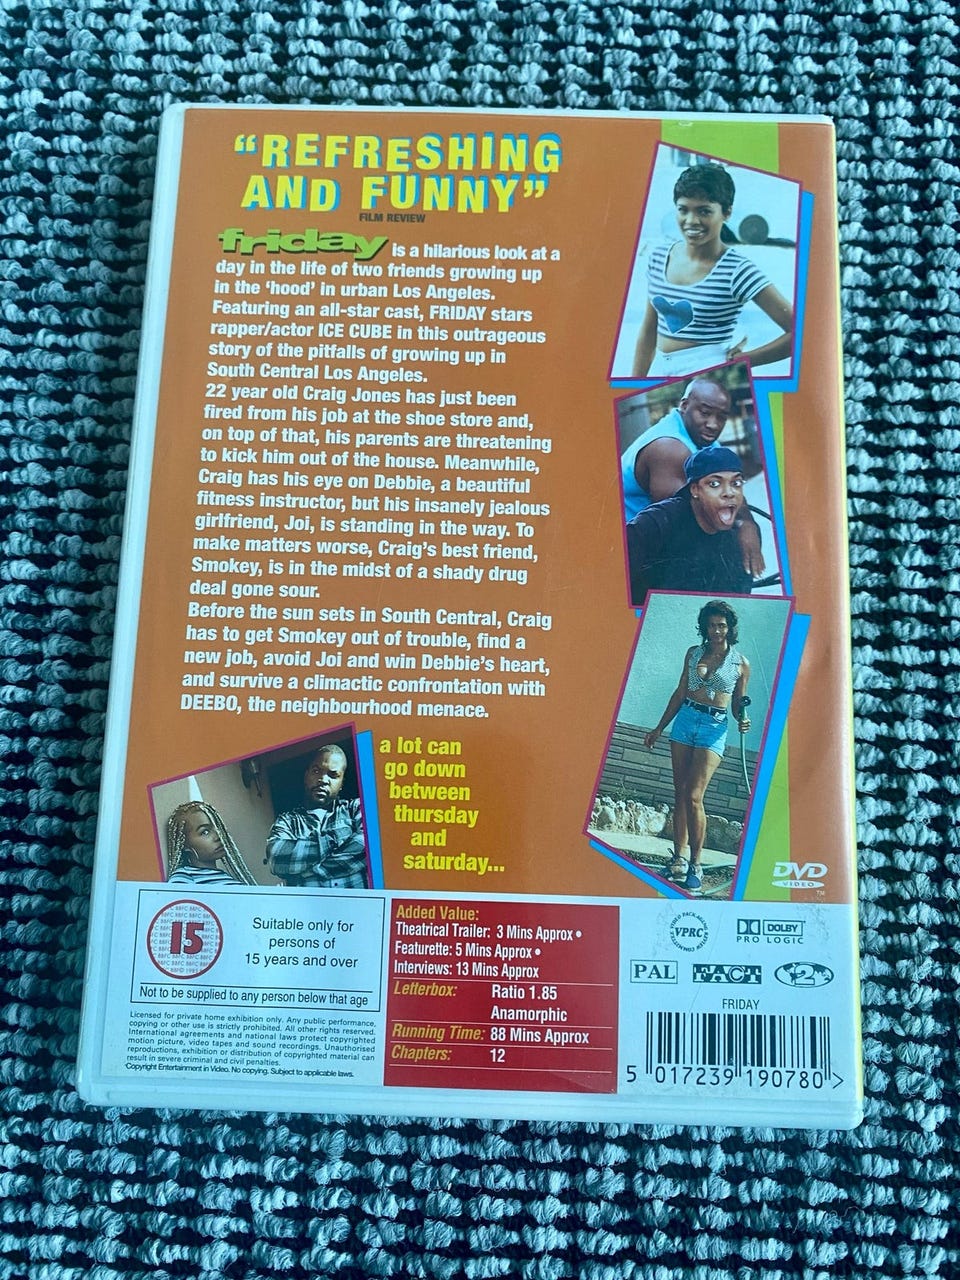 “REFRESHING
AND FUNNY”
FILM REVIEW
friday is a hilarious look at a
day in the life of two friends growing up
in the ‘hood’ in urban Los Angeles.
Featuring an all-star cast, FRIDAY stars
rapper/actor ICE CUBE in this outrageous
story of the pitfalls of growing up in
South Central Los Angeles.
22 year old Craig Jones has just been
fired from his job at the shoe store and,
on top of that, his parents are threatening
to kick him out of the house. Meanwhile,
Craig has his eye on Debbie, a beautiful
fitness instructor, but his insanely jealous
girlfriend, Joi, is standing in the way. To
make matters worse, Craig’s best friend,
Smokey, is in the midst of a shady drug
deal gone sour.
Before the sun sets in South Central, Craig
has to get Smokey out of trouble, find a
new job, avoid Joi and win Debbie’s heart,
and survive a climactic confrontation with
DEEBO, the neighbourhood menace.
a lot can
go down
between
thursday
and
saturday...
DVD
VIDEO
TM
15
Suitable only for
persons of
15 years and over
Not to be supplied to any person below that age
Licensed for private home exhibition only. Any public performance,
copying or other use is strictly prohibited. All other rights reserved.
International agreements and national laws protect copyrighted
motion picture, video tapes and sound recordings. Unauthorised
reproductions, exhibition or distribution of copyrighted material can
result in severe criminal and civil penalties.
Copyright Entertainment in Video. No copying. Subject to applicable laws.
Added Value:
Theatrical Trailer: 3 Mins Approx •
Featurette: 5 Mins Approx •
Interviews: 13 Mins Approx
Letterbox: Ratio 1.85
Anamorphic
Running Time: 88 Mins Approx
Chapters: 12
VPRC
DOLBY
PRO LOGIC
PAL
FACT
2
FRIDAY
5 017239 190780 >